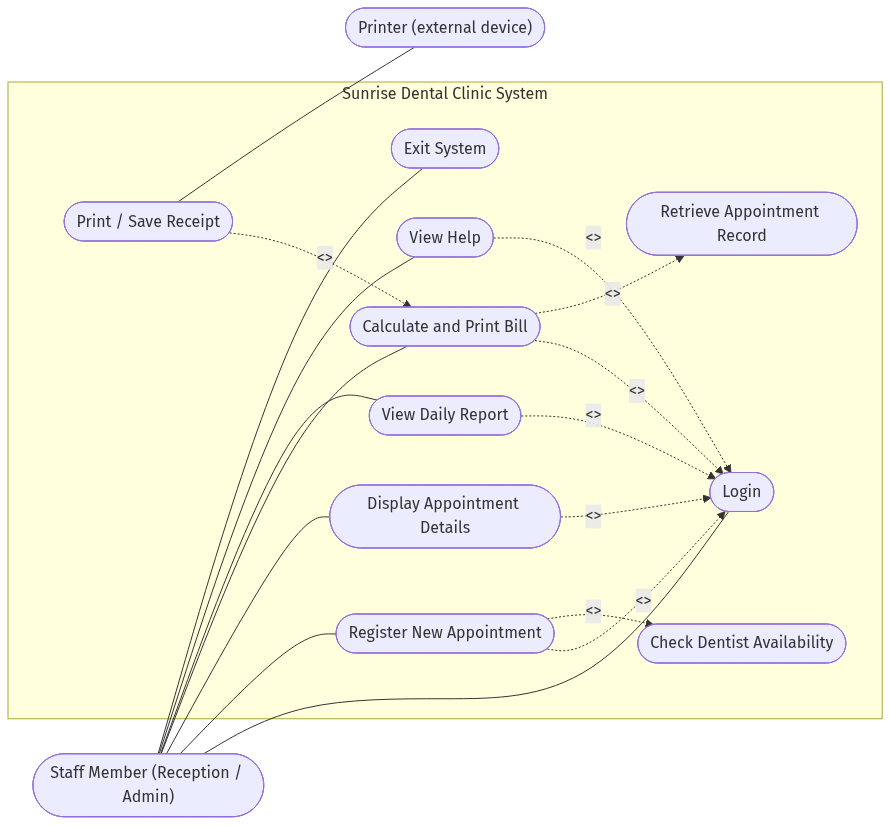 Printer (external device)
Sunrise Dental Clinic System
Exit System
Print / Save Receipt
Retrieve Appointment
Record
View Help
<>
<>
<>
Calculate and Print Bill
<>
View Daily Report
<>
Login
Display Appointment
Details
<>
<>
<>
Register New Appointment
Check Dentist Availability
Staff Member (Reception /
Admin)